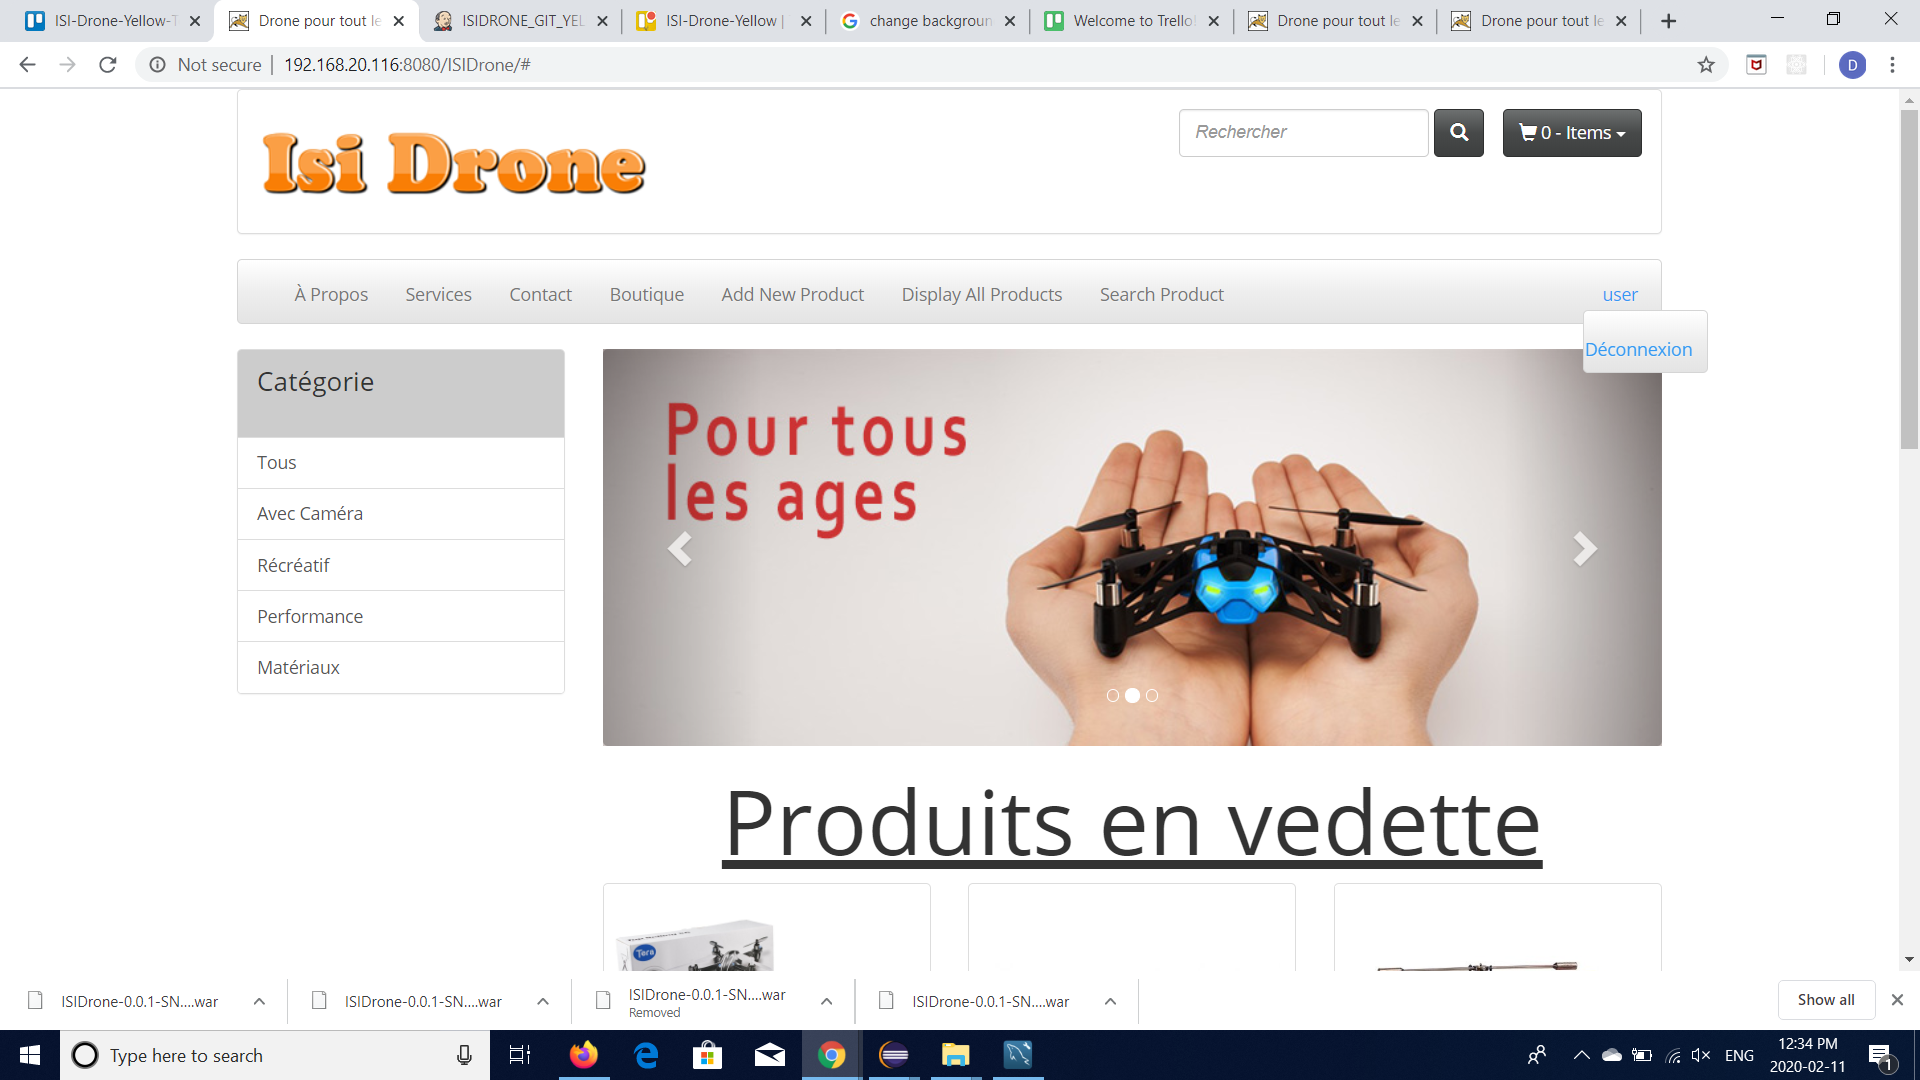 ISI-Drone-Yellow-T
Drone pour tout le
ISIDRONE_GIT_YEL
ISI-Drone-Yellow |
change backgroun
Welcome to Trello!
Drone pour tout le
Drone pour tout le
Not secure | 192.168.20.116:8080/ISIDrone/#
D
Isi Drone
Rechercher
0 - Items
À Propos
Services
Contact
Boutique
Add New Product
Display All Products
Search Product
user
Déconnexion
Catégorie
Tous
Avec Caméra
Récréatif
Performance
Matériaux
Pour tous
les ages
Produits en vedette
Tera
ISIDrone-0.0.1-SN....war
ISIDrone-0.0.1-SN....war
ISIDrone-0.0.1-SN....war
Removed
ISIDrone-0.0.1-SN....war
Show all
Type here to search
ENG
12:34 PM
2020-02-11
1